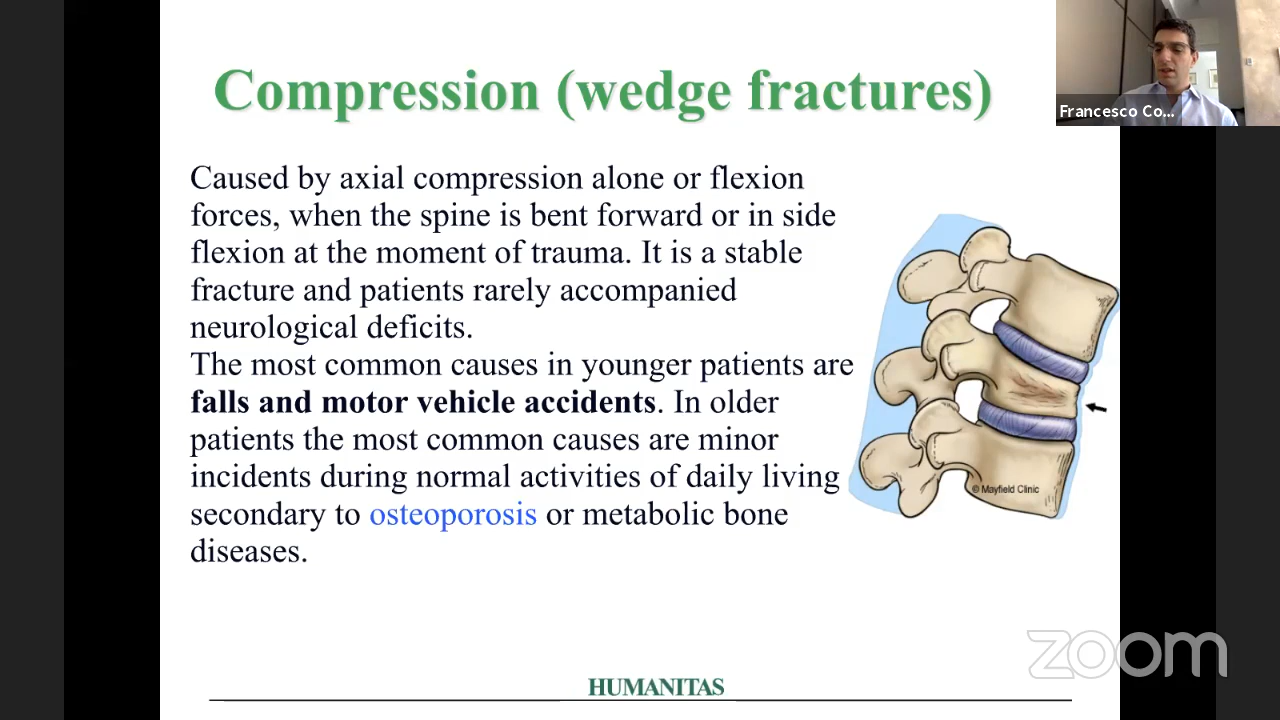 Compression (wedge fractures)
Francesco Co...
Caused by axial compression alone or flexion
forces, when the spine is bent forward or in side
flexion at the moment of trauma. It is a stable
fracture and patients rarely accompanied
neurological deficits.
The most common causes in younger patients are
falls and motor vehicle accidents. In older
patients the most common causes are minor
incidents during normal activities of daily living
secondary to osteoporosis or metabolic bone
diseases.
© Mayfield Clinic
zoom
HUMANITAS